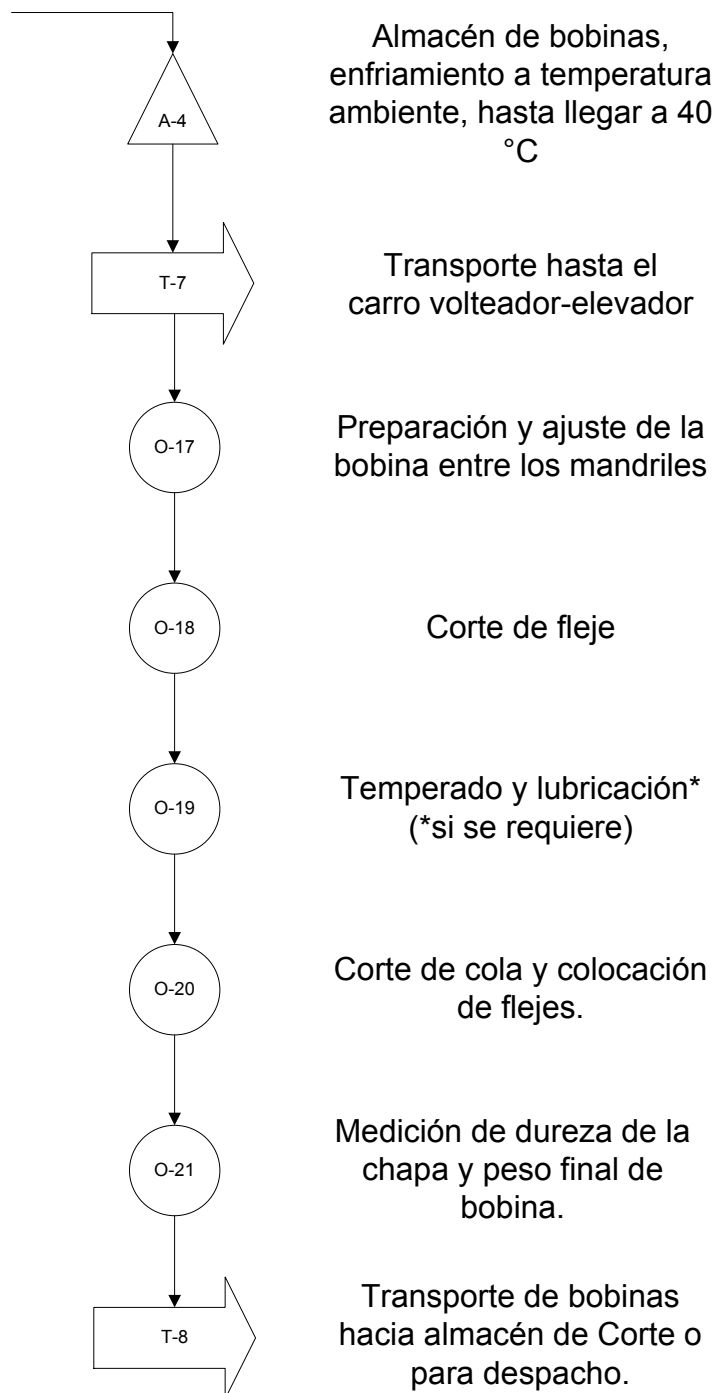 Almacén de bobinas,
enfriamiento a temperatura
ambiente, hasta llegar a 40
°C
A-4
Transporte hasta el
carro volteador-elevador
T-7
Preparación y ajuste de la
bobina entre los mandriles
O-17
Corte de fleje
O-18
Temperado y lubricación*
(*si se requiere)
O-19
Corte de cola y colocación
de flejes.
O-20
Medición de dureza de la
chapa y peso final de
bobina.
O-21
Transporte de bobinas
hacia almacén de Corte o
para despacho.
T-8